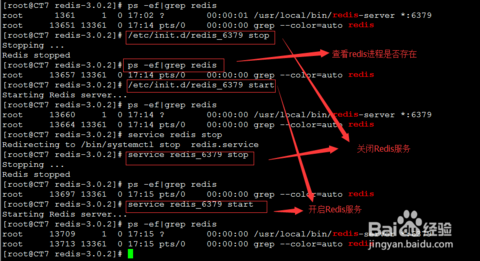 [root@CT7 redis-3.0.2]# ps -ef|grep redis
root     13651     1  0 17:02 ?        00:00:01 /usr/local/bin/redis-server *:6379
root     13651 13361  0 17:14 pts/0    00:00:00 grep --color=auto redis
[root@CT7 redis-3.0.2]# /etc/init.d/redis_6379 stop
Stopping ...
Redis stopped
[root@CT7 redis-3.0.2]# ps -ef|grep redis 查看redis进程是否存在
root     13657 13361  0 17:14 pts/0    00:00:00 grep --color=auto redis
[root@CT7 redis-3.0.2]# /etc/init.d/redis_6379 start
Starting Redis server...
[root@CT7 redis-3.0.2]# ps -ef|grep redis
root     13660     1  0 17:14 ?        00:00:00 /usr/local/bin/redis-server *:6379
root     13664 13361  0 17:14 pts/0    00:00:00 grep --color=auto redis
[root@CT7 redis-3.0.2]# service redis stop
Redirecting to /bin/systemctl stop  redis.service 关闭Redis服务
[root@CT7 redis-3.0.2]# service redis_6379 stop
Stopping ...
Redis stopped
[root@CT7 redis-3.0.2]# ps -ef|grep redis
root     13697 13361  0 17:15 pts/0    00:00:00 grep --color=auto redis
[root@CT7 redis-3.0.2]# service redis_6379 start 开启Redis服务
Starting Redis server...
[root@CT7 redis-3.0.2]# ps -ef|grep redis
root     13709     1  0 17:15 ?        00:00:00 /usr/local/bin/redis-server *:6379
root     13713 13361  0 17:15 pts/0    00:00:00 grep --color=auto redis
[root@CT7 redis-3.0.2]#
Bai 百度 经验
jingyan.baidu.com